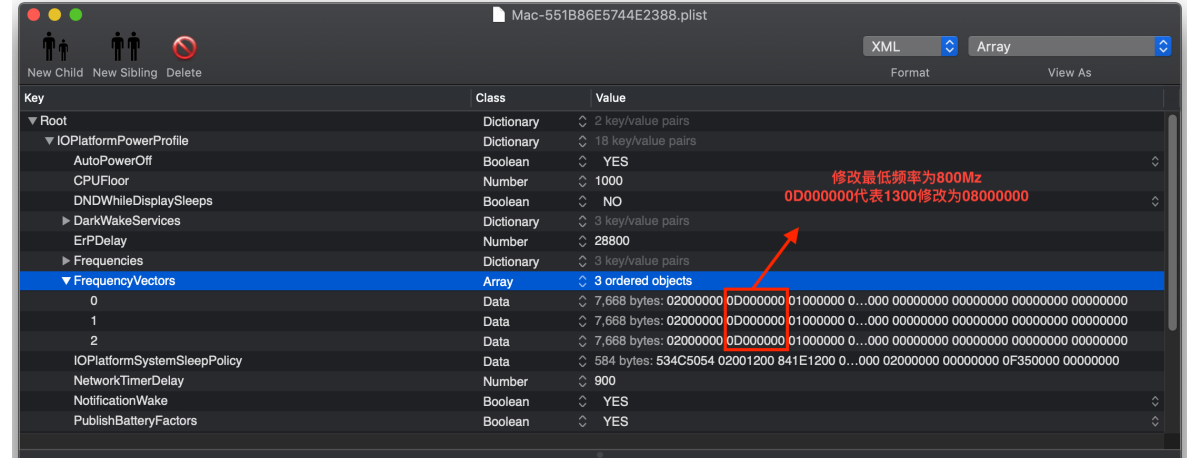 Mac-551B86E5744E2388.plist
New Child New Sibling Delete
XML Array
Format View As
Key Class Value
Root Dictionary 2 key/value pairs
IOPlatformPowerProfile Dictionary 18 key/value pairs
AutoPowerOff Boolean YES
CPUFloor Number 1000
DNDWhileDisplaySleeps Boolean NO
DarkWakeServices Dictionary 3 key/value pairs
ErPDelay Number 28800
Frequencies Dictionary 3 key/value pairs
FrequencyVectors Array 3 ordered objects
0 Data 7,668 bytes: 02000000 0D000000 01000000 0…000 00000000 00000000 00000000 00000000
1 Data 7,668 bytes: 02000000 0D000000 01000000 0…000 00000000 00000000 00000000 00000000
2 Data 7,668 bytes: 02000000 0D000000 01000000 0…000 00000000 00000000 00000000 00000000
IOPlatformSystemSleepPolicy Data 584 bytes: 534C5054 02001200 841E1200 0…000 02000000 00000000 0F350000 00000000
NetworkTimerDelay Number 900
NotificationWake Boolean YES
PublishBatteryFactors Boolean YES
修改最低频率为800Mz
0D000000代表1300修改为08000000